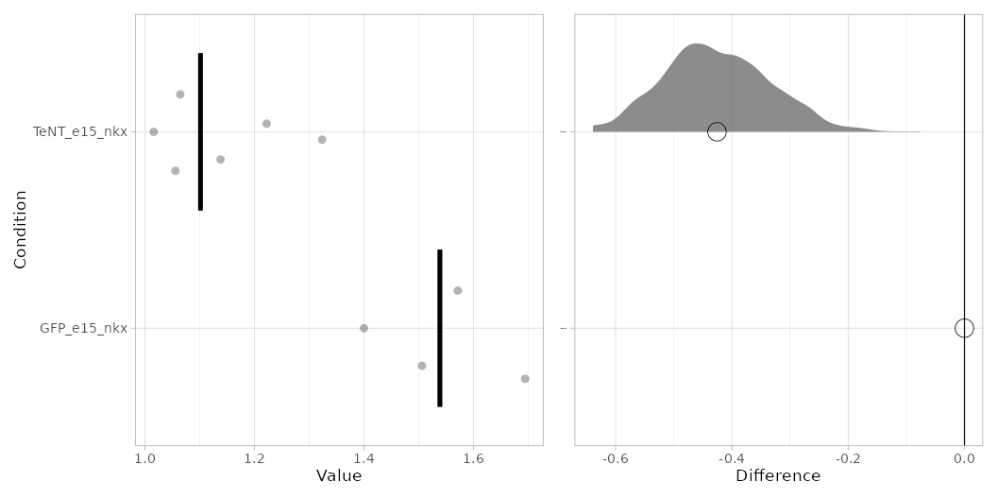 Condition
TeNT_e15_nkx
GFP_e15_nkx
1.0 1.2 1.4 1.6
Value
-0.6 -0.4 -0.2 0.0
Difference